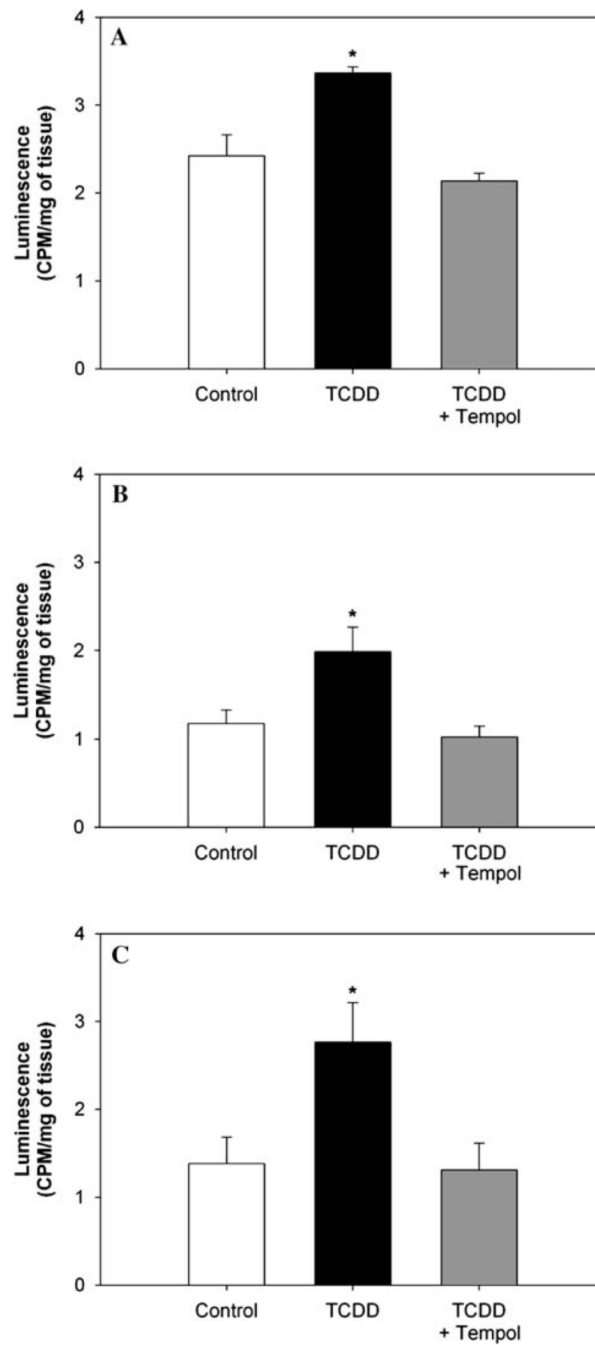 A
Luminescence
(CPM/mg of tissue)
4
3
2
1
0
*
Control
TCDD
TCDD
+ Tempol
B
Luminescence
(CPM/mg of tissue)
4
3
2
1
0
*
Control
TCDD
TCDD
+ Tempol
C
Luminescence
(CPM/mg of tissue)
4
3
2
1
0
*
Control
TCDD
TCDD
+ Tempol